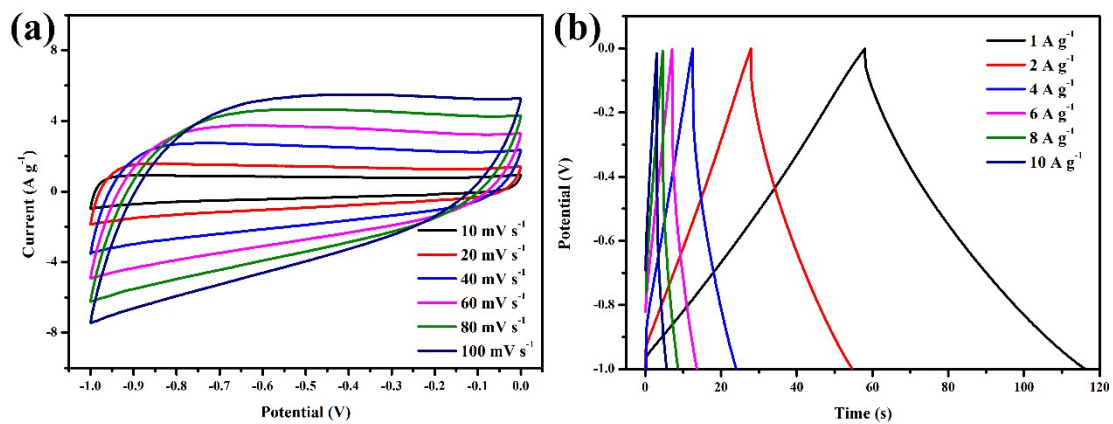 (a)
Current (A g⁻¹)
8
4
0
-4
-8
10 mV s⁻¹
20 mV s⁻¹
40 mV s⁻¹
60 mV s⁻¹
80 mV s⁻¹
100 mV s⁻¹
-1.0 -0.9 -0.8 -0.7 -0.6 -0.5 -0.4 -0.3 -0.2 -0.1 0.0
Potential (V)
(b)
Potential (V)
0.0
-0.2
-0.4
-0.6
-0.8
-1.0
1 A g⁻¹
2 A g⁻¹
4 A g⁻¹
6 A g⁻¹
8 A g⁻¹
10 A g⁻¹
0 20 40 60 80 100 120
Time (s)